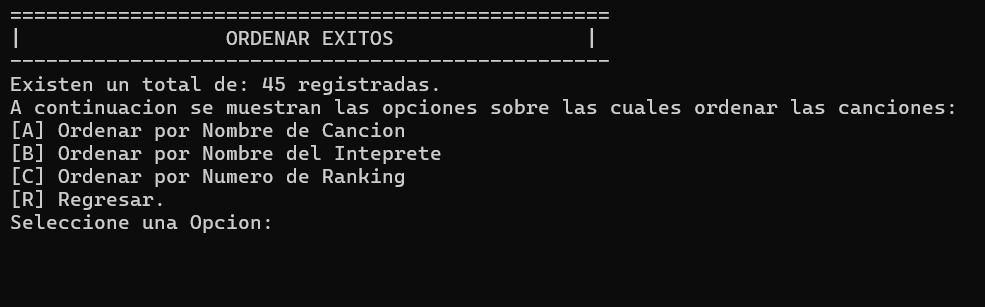 ==================================================
|                 ORDENAR EXITOS                |
--------------------------------------------------
Existen un total de: 45 registradas.
A continuacion se muestran las opciones sobre las cuales ordenar las canciones:
[A] Ordenar por Nombre de Cancion
[B] Ordenar por Nombre del Inteprete
[C] Ordenar por Numero de Ranking
[R] Regresar.
Seleccione una Opcion: